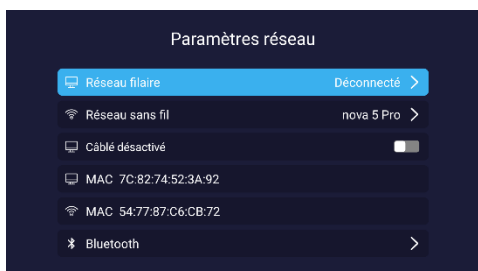 Paramètres réseau
Réseau filaire Déconnecté
Réseau sans fil nova 5 Pro
Câblé désactivé
MAC 7C:82:74:52:3A:92
MAC 54:77:87:C6:CB:72
Bluetooth